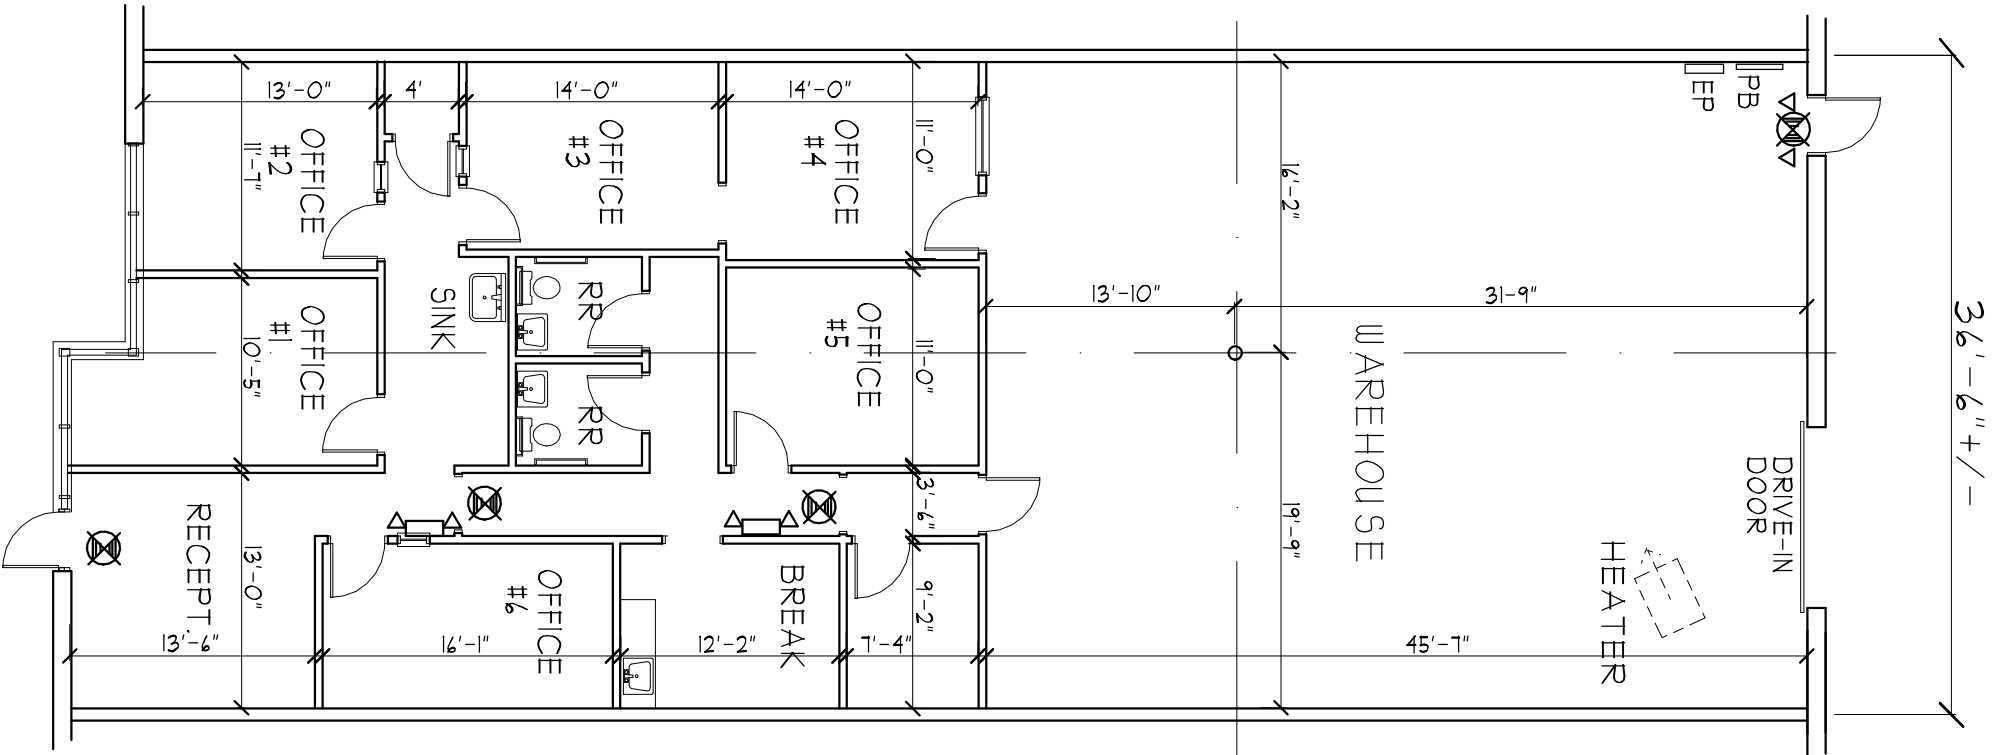 13'-0"
4'
14'-0"
14'-0"
OFFICE
#2
11'-7"
OFFICE
#3
OFFICE
#4
11'-0"
16'-2"
EP
PB
36'-6"+/-
OFFICE
#1
10'-5"
SINK
RR
RR
OFFICE
#5
11'-0"
13'-10"
31'-9"
WAREHOUSE
19'-9"
DRIVE-IN
DOOR
HEATER
3'-6"
RECEPT.
13'-0"
OFFICE
#6
BREAK
9'-2"
13'-6"
16'-1"
12'-2"
7'-4"
45'-7"